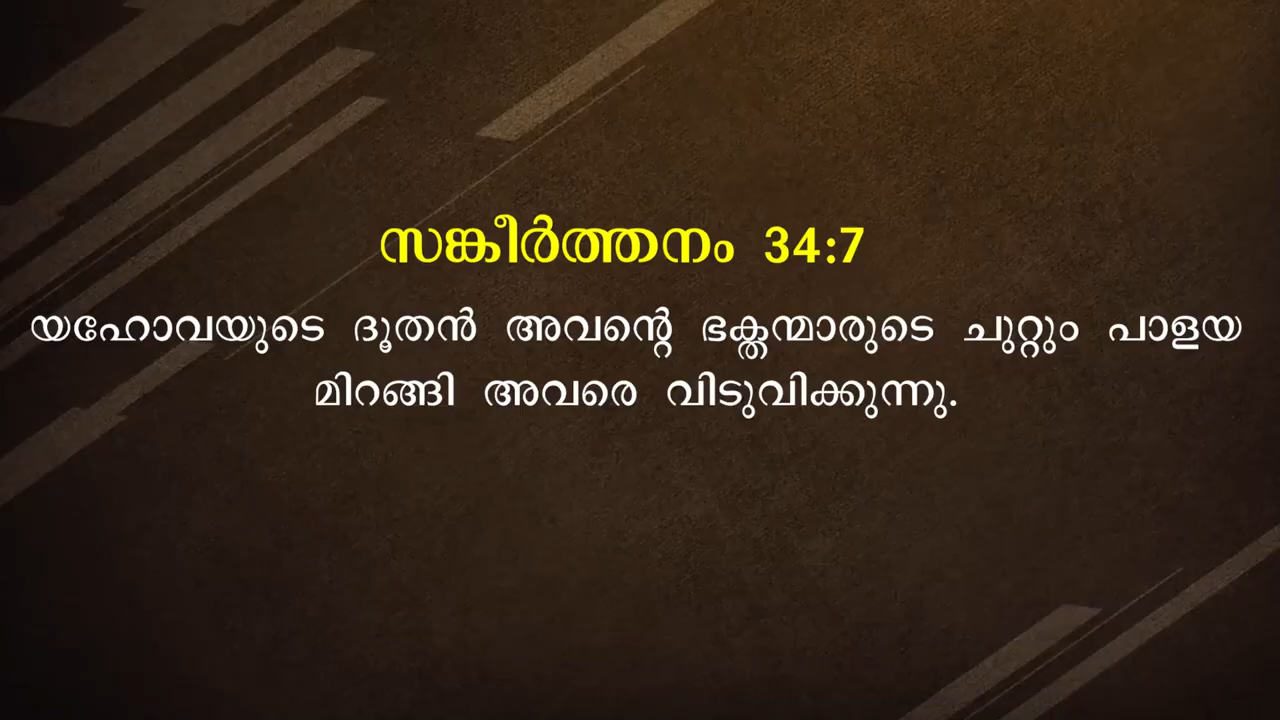 സങ്കീർത്തനം 34:7
യഹോവയുടെ ദൂതൻ അവന്റെ ഭക്തന്മാരുടെ ചുറ്റും പാളയ
മിറങ്ങി അവരെ വിടുവിക്കുന്നു.